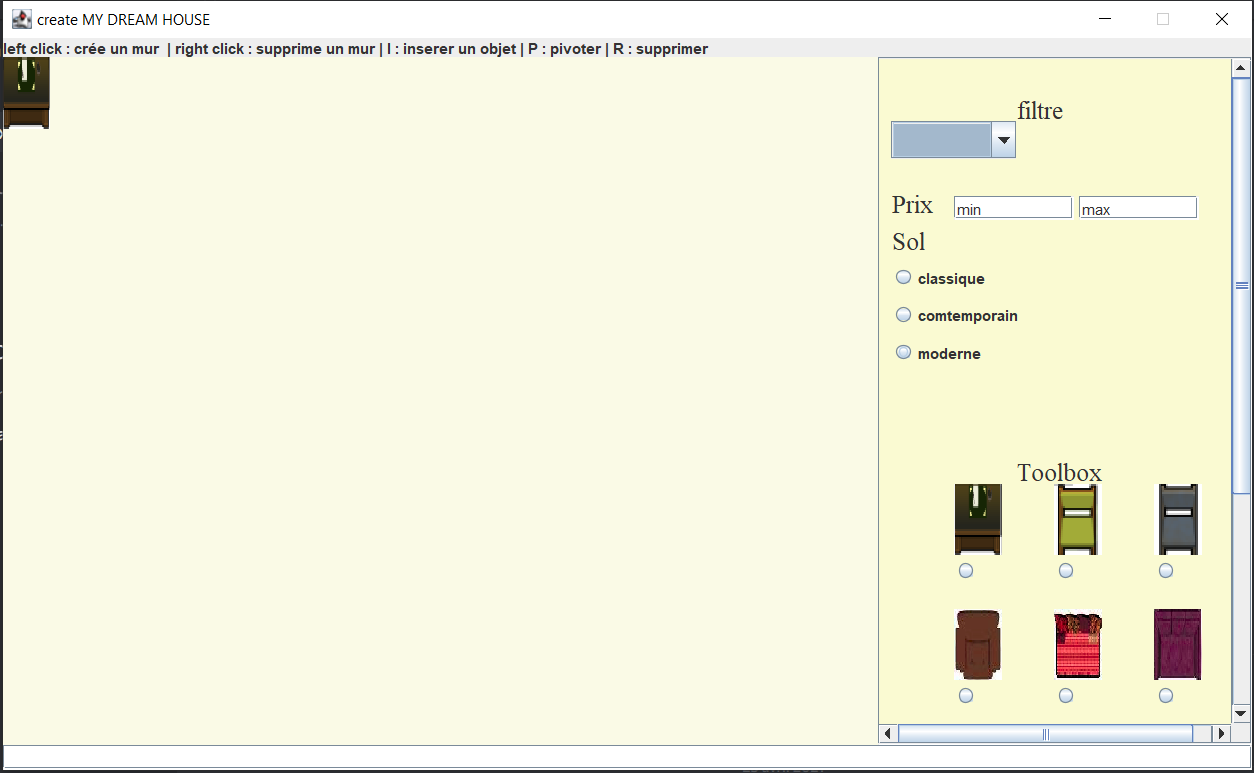 create MY DREAM HOUSE
left click : crée un mur | right click : supprime un mur | I : inserer un objet | P : pivoter | R : supprimer
filtre
Prix min max
Sol
classique
comtemporain
moderne
Toolbox